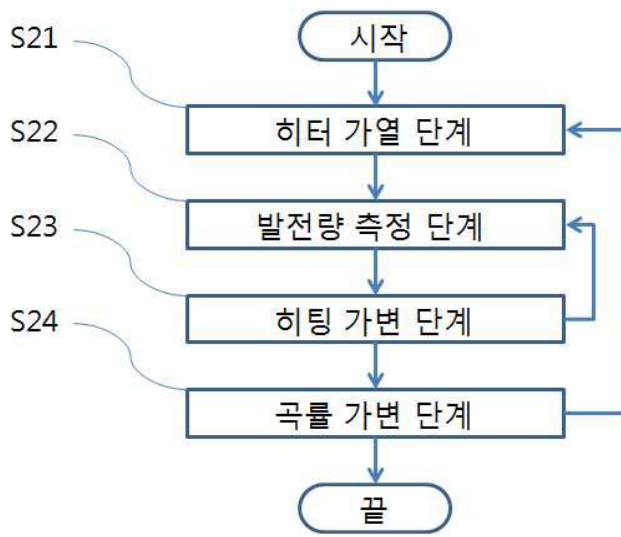 S21
시작
히터 가열 단계
S22
발전량 측정 단계
S23
히팅 가변 단계
S24
곡률 가변 단계
끝